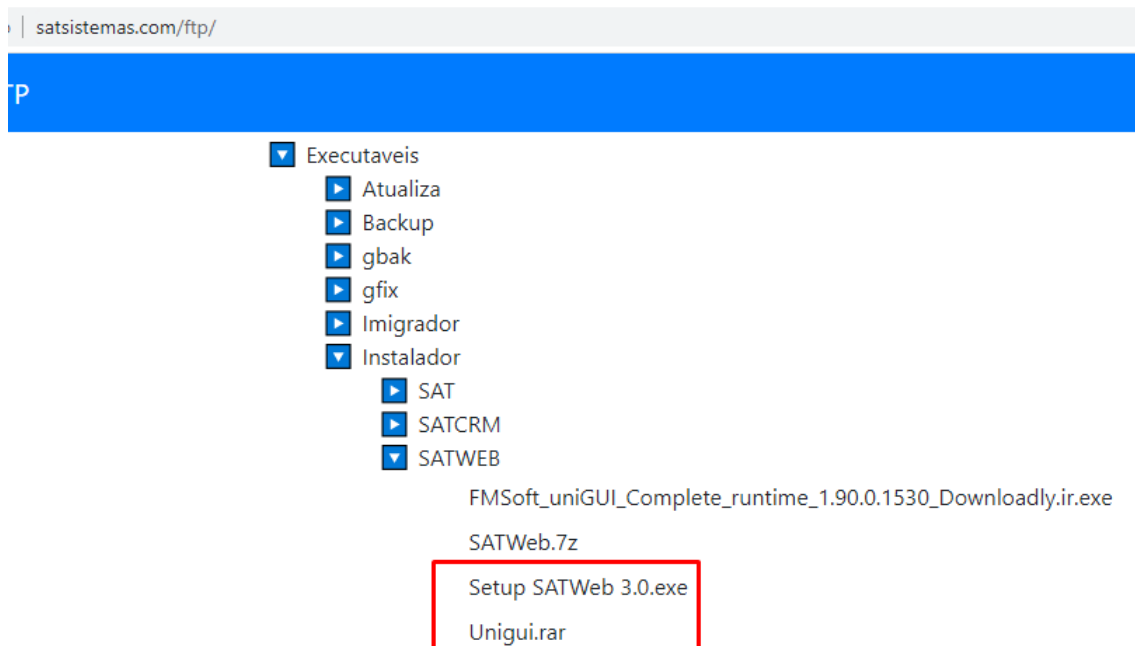 satsistemas.com/ftp/
TP
Executaveis
Atualiza
Backup
gbak
gfix
Imigrador
Instalador
SAT
SATCRM
SATWEB
FMSoft_uniGUI_Complete_runtime_1.90.0.1530_Downloadly.ir.exe
SATWeb.7z
Setup SATWeb 3.0.exe
Unigui.rar